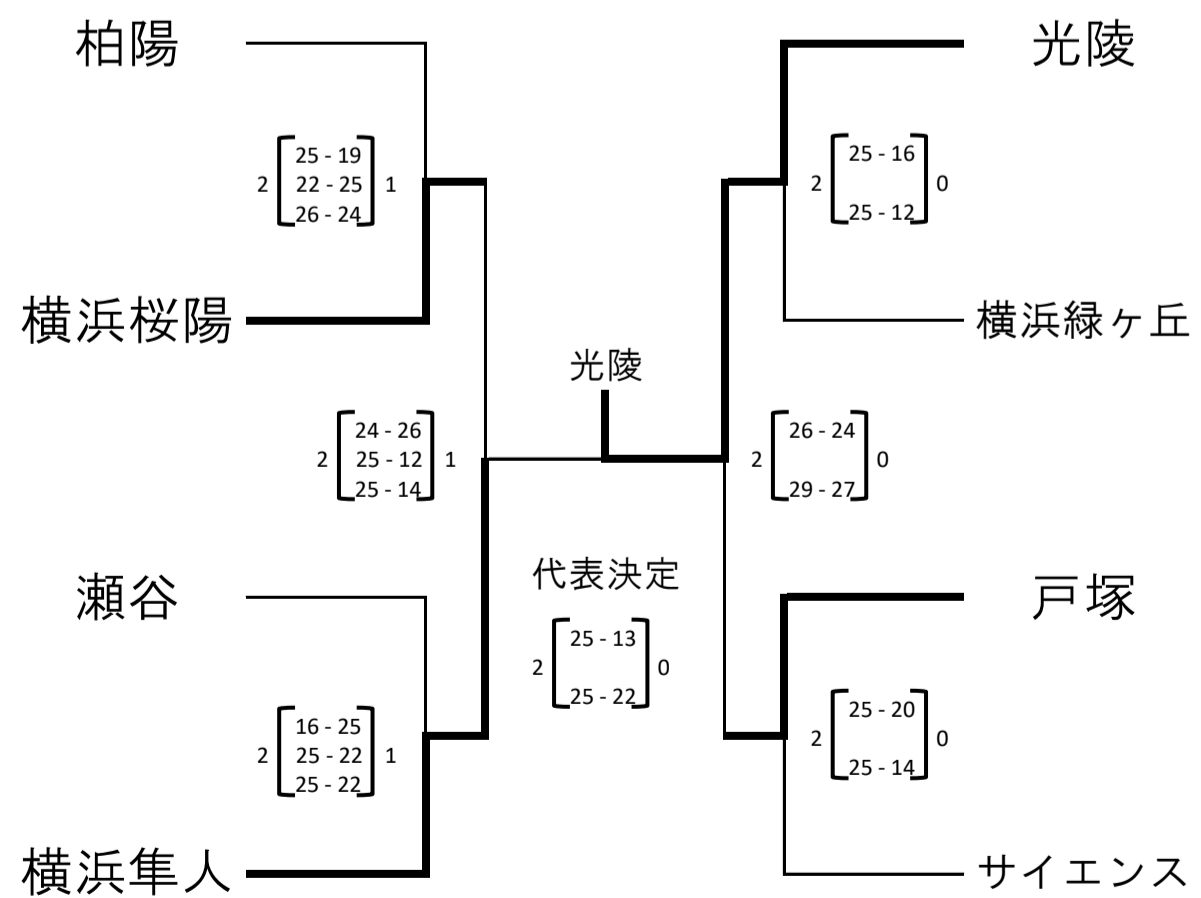 柏陽
光陵
2
25 - 19
22 - 25
26 - 24
1
2
25 - 16
25 - 12
0
横浜桜陽
横浜緑ヶ丘
光陵
2
24 - 26
25 - 12
25 - 14
1
2
26 - 24
29 - 27
0
代表決定
2
25 - 13
25 - 22
0
瀬谷
戸塚
2
16 - 25
25 - 22
25 - 22
1
2
25 - 20
25 - 14
0
横浜隼人
サイエンス